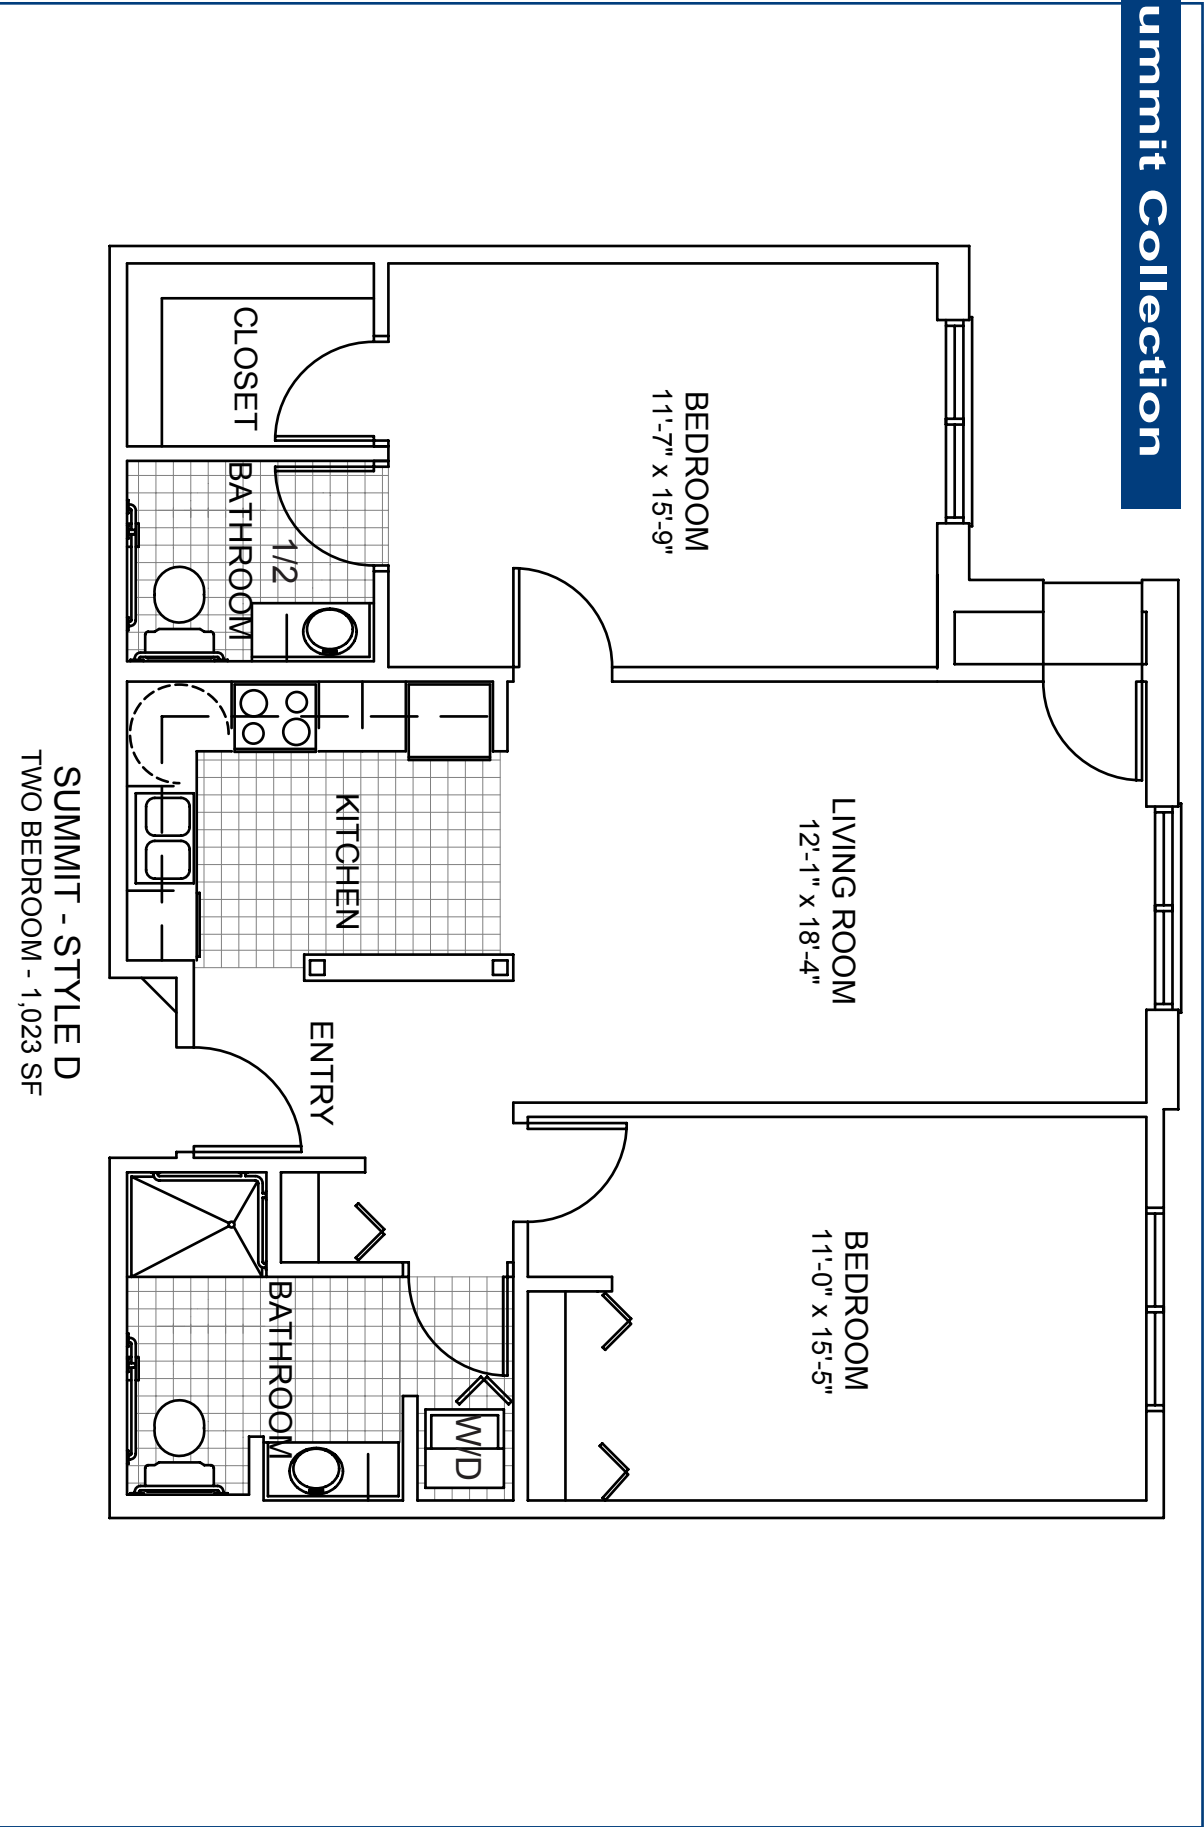 ummit Collection
BEDROOM
11'-7" x 15'-9"
LIVING ROOM
12'-1" x 18'-4"
BEDROOM
11'-0" x 15'-5"
CLOSET
1/2
BATHROOM
KITCHEN
ENTRY
BATHROOM
W/D
SUMMIT - STYLE D
TWO BEDROOM - 1,023 SF